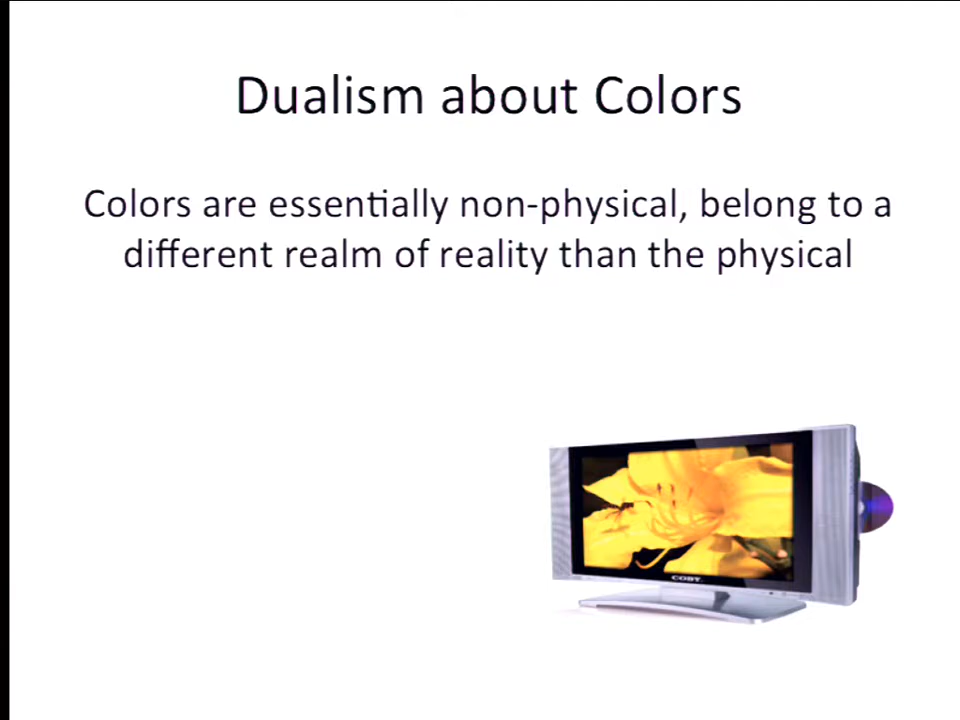 Dualism about Colors
Colors are essentially non-physical, belong to a
different realm of reality than the physical
COBY